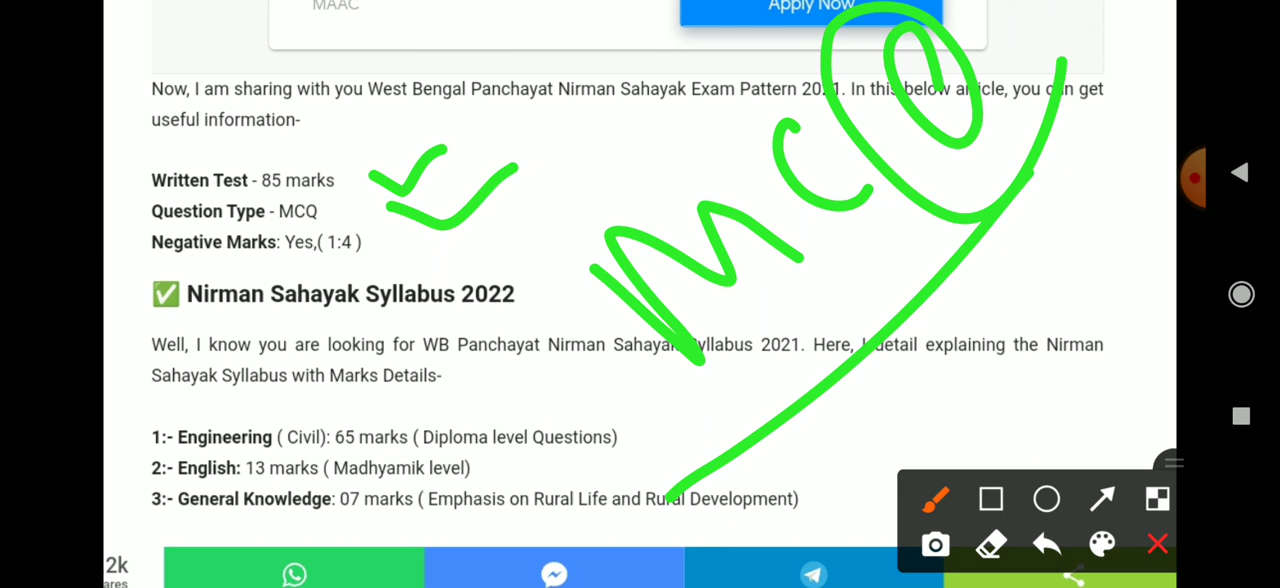 MAAC
Apply Now
Now, I am sharing with you West Bengal Panchayat Nirman Sahayak Exam Pattern 2021. In this below article, you can get
useful information-
Written Test - 85 marks
Question Type - MCQ
Negative Marks: Yes,( 1:4 )
MCQ
✅ Nirman Sahayak Syllabus 2022
Well, I know you are looking for WB Panchayat Nirman Sahayak Syllabus 2021. Here, I detail explaining the Nirman
Sahayak Syllabus with Marks Details-
1:- Engineering ( Civil): 65 marks ( Diploma level Questions)
2:- English: 13 marks ( Madhyamik level)
3:- General Knowledge: 07 marks ( Emphasis on Rural Life and Rural Development)
2k
ares